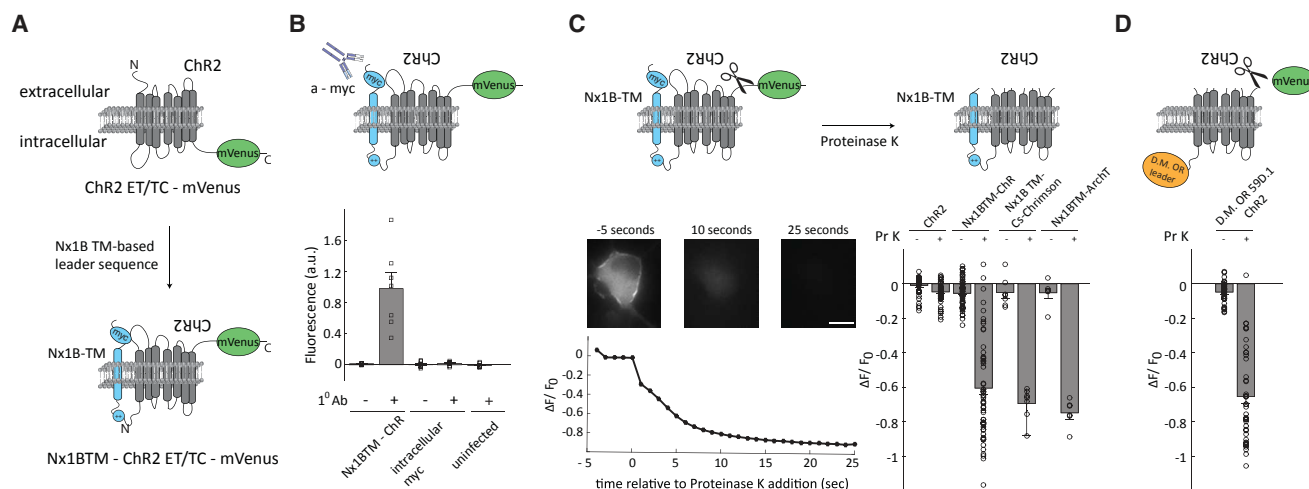 A
N
ChR2
extracellular
intracellular
mVenus
C
ChR2 ET/TC - mVenus
Nx1B TM-based
leader sequence
ChR2
myc
mVenus
C
Nx1B-TM
++
N
Nx1BTM - ChR2 ET/TC - mVenus
B
ChR2
myc
a - myc
mVenus
++
Fluorescence (a.u.)
1.6
1.2
0.8
0.4
0
1⁰ Ab
- + - + +
Nx1BTM - ChR
intracellular
myc
uninfected
C
ChR2
myc
mVenus
Nx1B-TM
++
Proteinase K
ChR2
Nx1B-TM
++
-5 seconds
10 seconds
25 seconds
ΔF/ F0
0
-0.2
-0.4
-0.6
-0.8
-5 0 5 10 15 20 25
time relative to Proteinase K addition (sec)
ChR2
Nx1BTM-ChR
Nx1B TM-
Cs-Chrimson
Nx1BTM-ArchT
Pr K
- + - + - + - +
ΔF/ F0
0
-0.2
-0.4
-0.6
-0.8
-1
D
ChR2
mVenus
D.M. OR
leader
D.M. OR 59D.1
ChR2
Pr K
- +
ΔF/ F0
0
-0.2
-0.4
-0.6
-0.8
-1